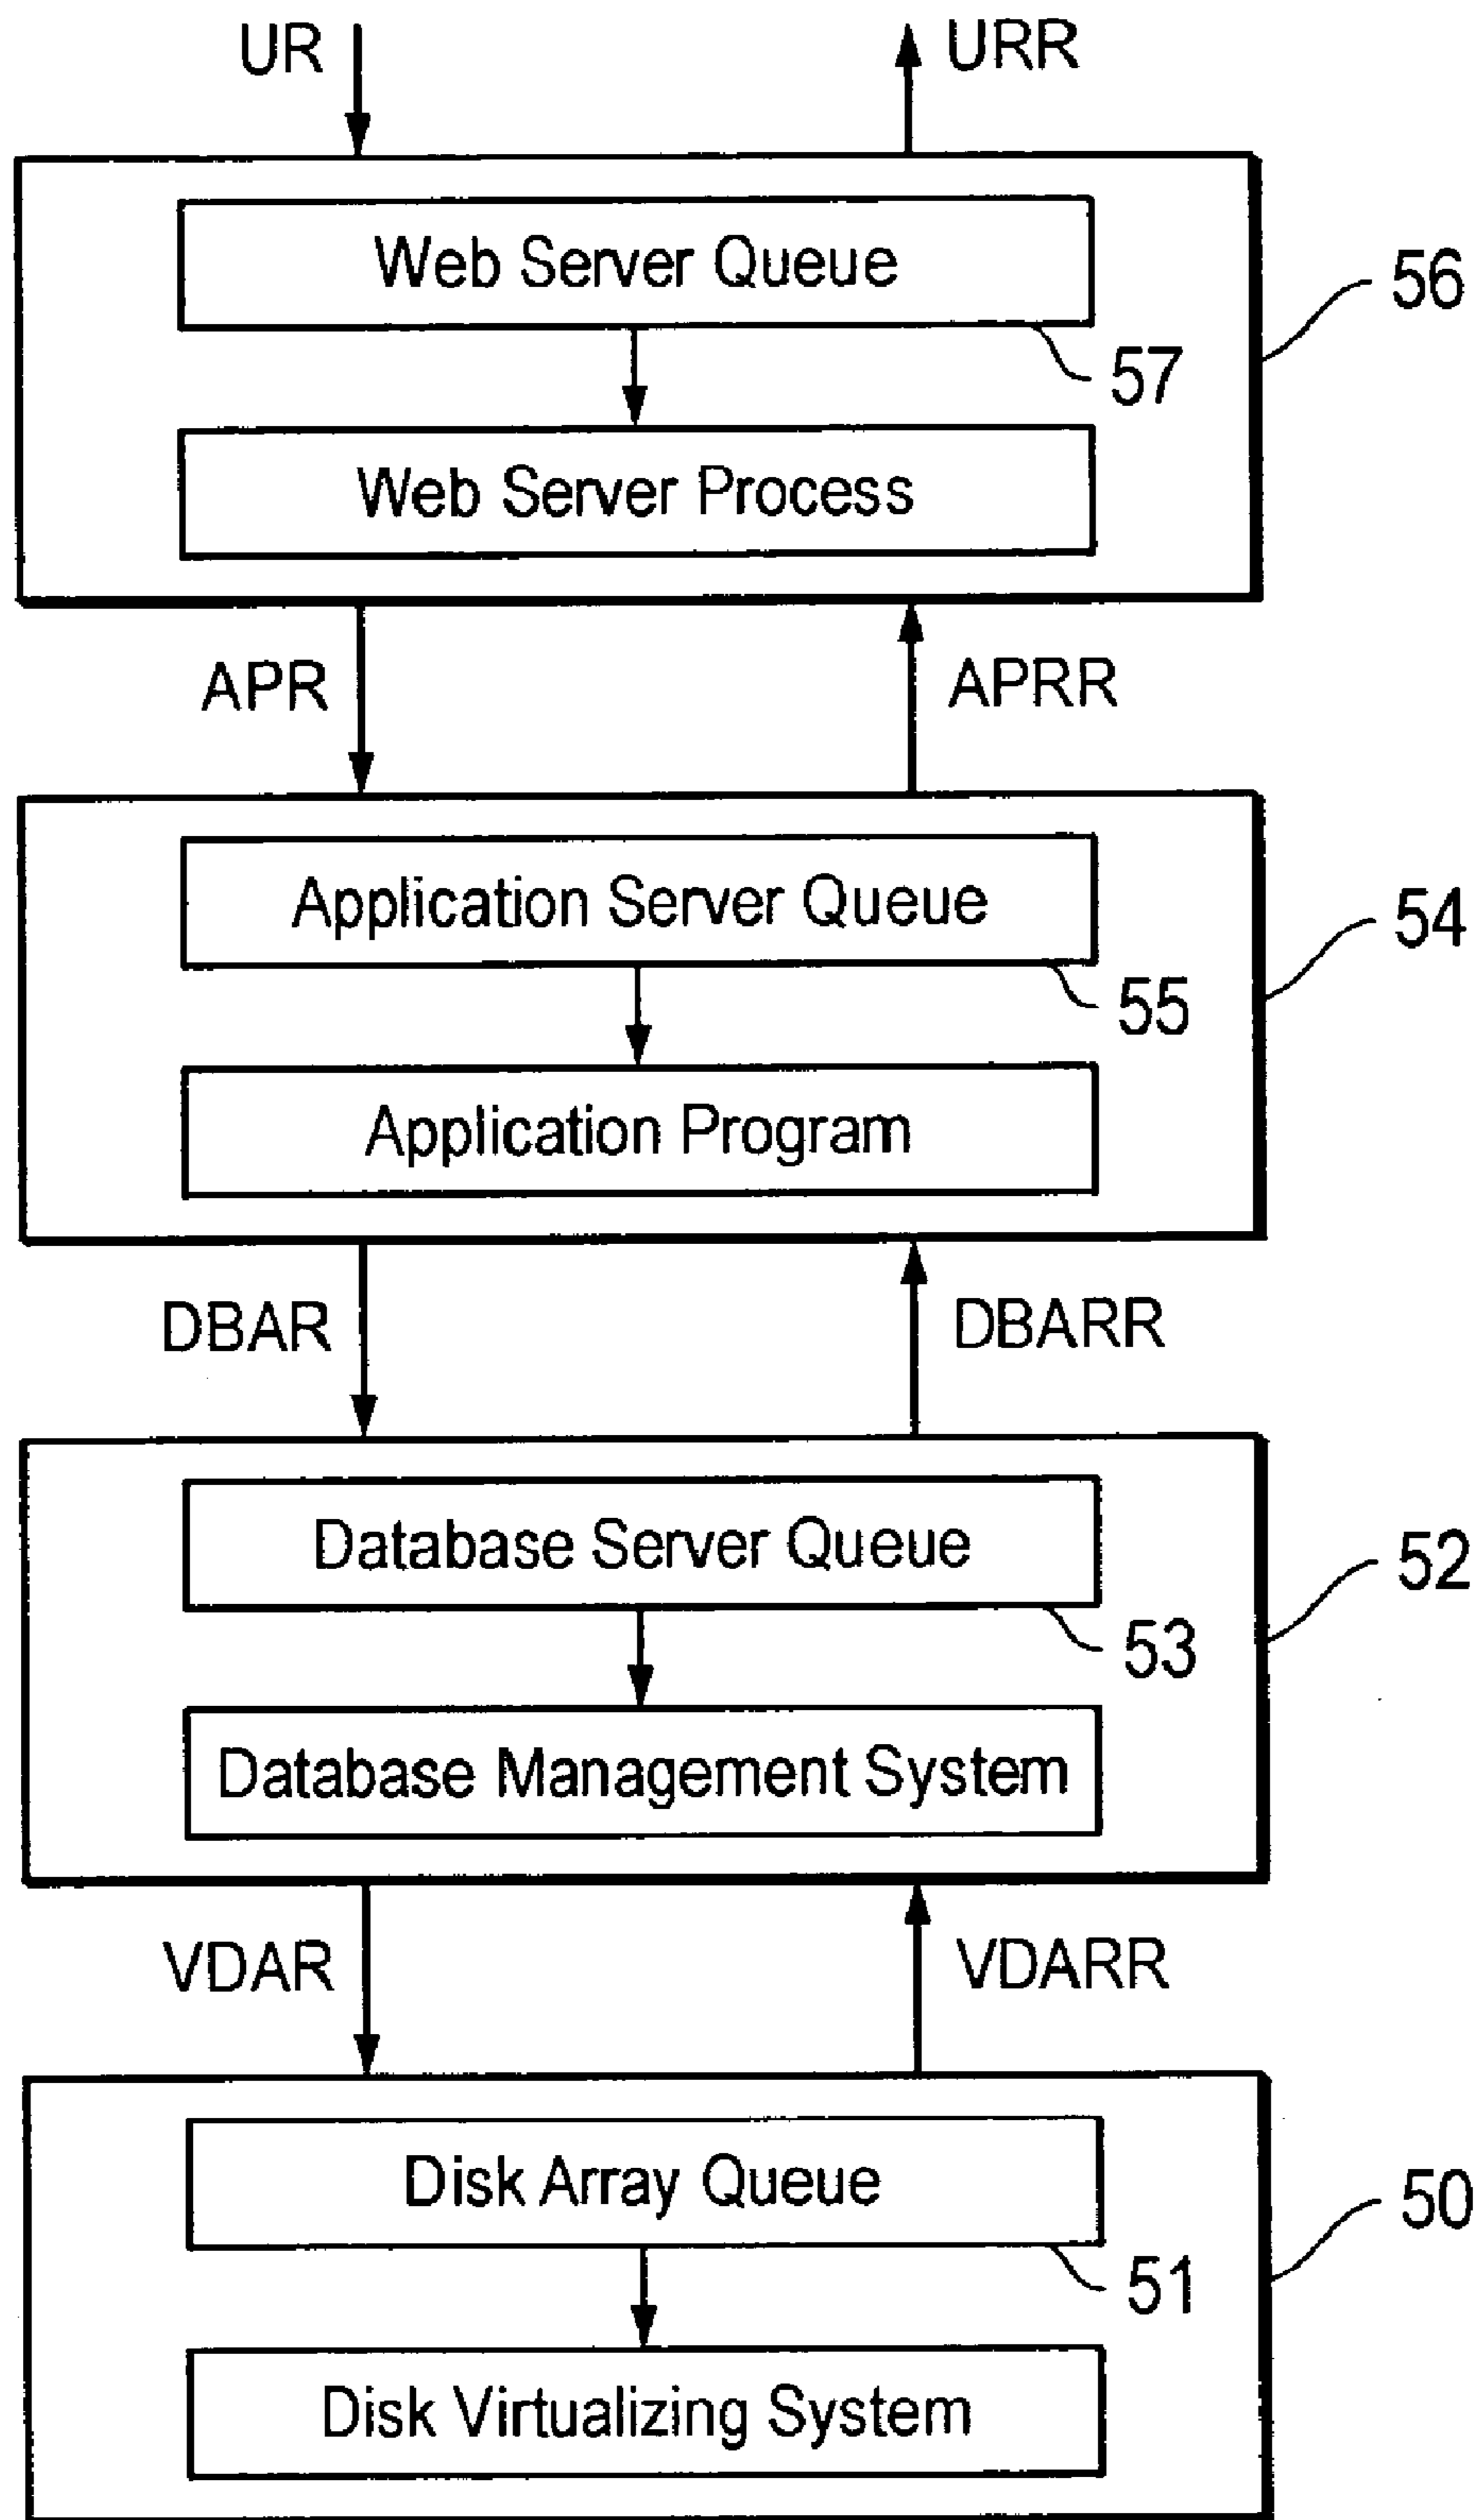 UR
URR
Web Server Queue
56
57
Web Server Process
APR
APRR
Application Server Queue
54
55
Application Program
DBAR
DBARR
Database Server Queue
52
53
Database Management System
VDAR
VDARR
Disk Array Queue
50
51
Disk Virtualizing System